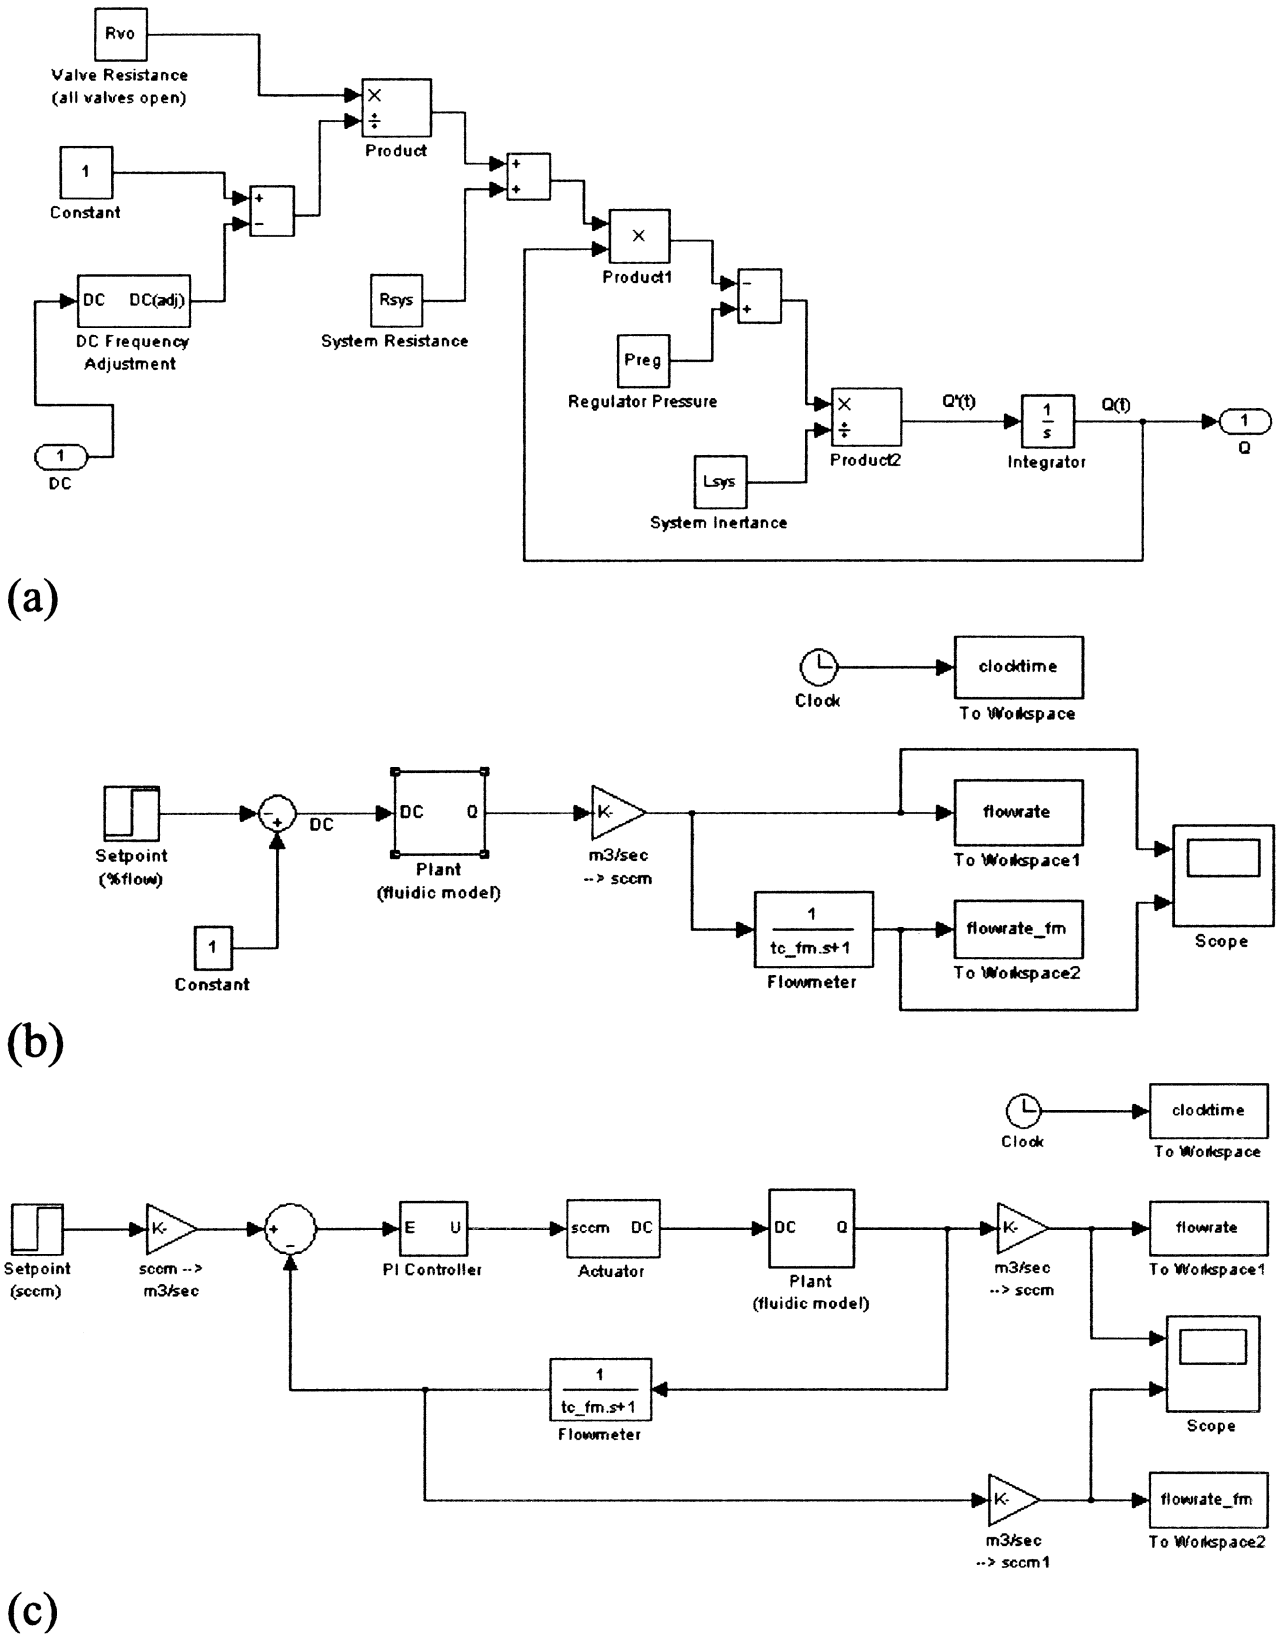 Rvo
Valve Resistance
(all valves open)
×
÷
Product
1
Constant
+
−
+
+
×
Product1
DC DC(adj)
DC Frequency
Adjustment
Rsys
System Resistance
−
+
Preg
Regulator Pressure
×
÷
Product2
Q'(t)
1
s
Integrator
Q(t)
1
Q
1
DC
Lsys
System Inertance
(a)
Clock
clocktime
To Workspace
Setpoint
(%flow)
−
+
DC
DC Q
Plant
(fluidic model)
K-
m3/sec
--> sccm
flowrate
To Workspace1
1
tc_fm.s+1
Flowmeter
flowrate_fm
To Workspace2
Scope
1
Constant
(b)
Clock
clocktime
To Workspace
Setpoint
(sccm)
K-
sccm -->
m3/sec
+
−
E U
PI Controller
sccm DC
Actuator
DC Q
Plant
(fluidic model)
K-
m3/sec
--> sccm
flowrate
To Workspace1
1
tc_fm.s+1
Flowmeter
Scope
K-
m3/sec
--> sccm1
flowrate_fm
To Workspace2
(c)